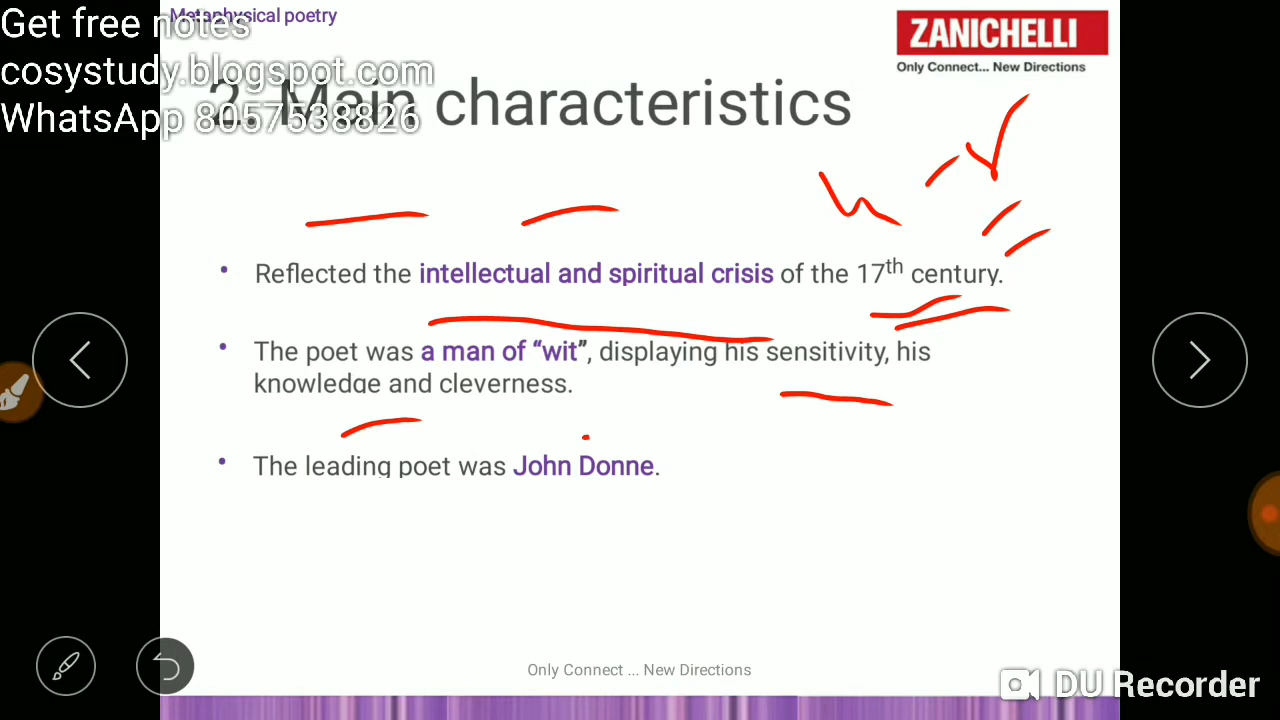 Get free notes
Metaphysical poetry
cosystudy.blogspot.com
WhatsApp 8057538826
ZANICHELLI
Only Connect... New Directions
2. Main characteristics
• Reflected the intellectual and spiritual crisis of the 17th century.
• The poet was a man of “wit”, displaying his sensitivity, his
knowledge and cleverness.
• The leading poet was John Donne.
Only Connect ... New Directions
DU Recorder